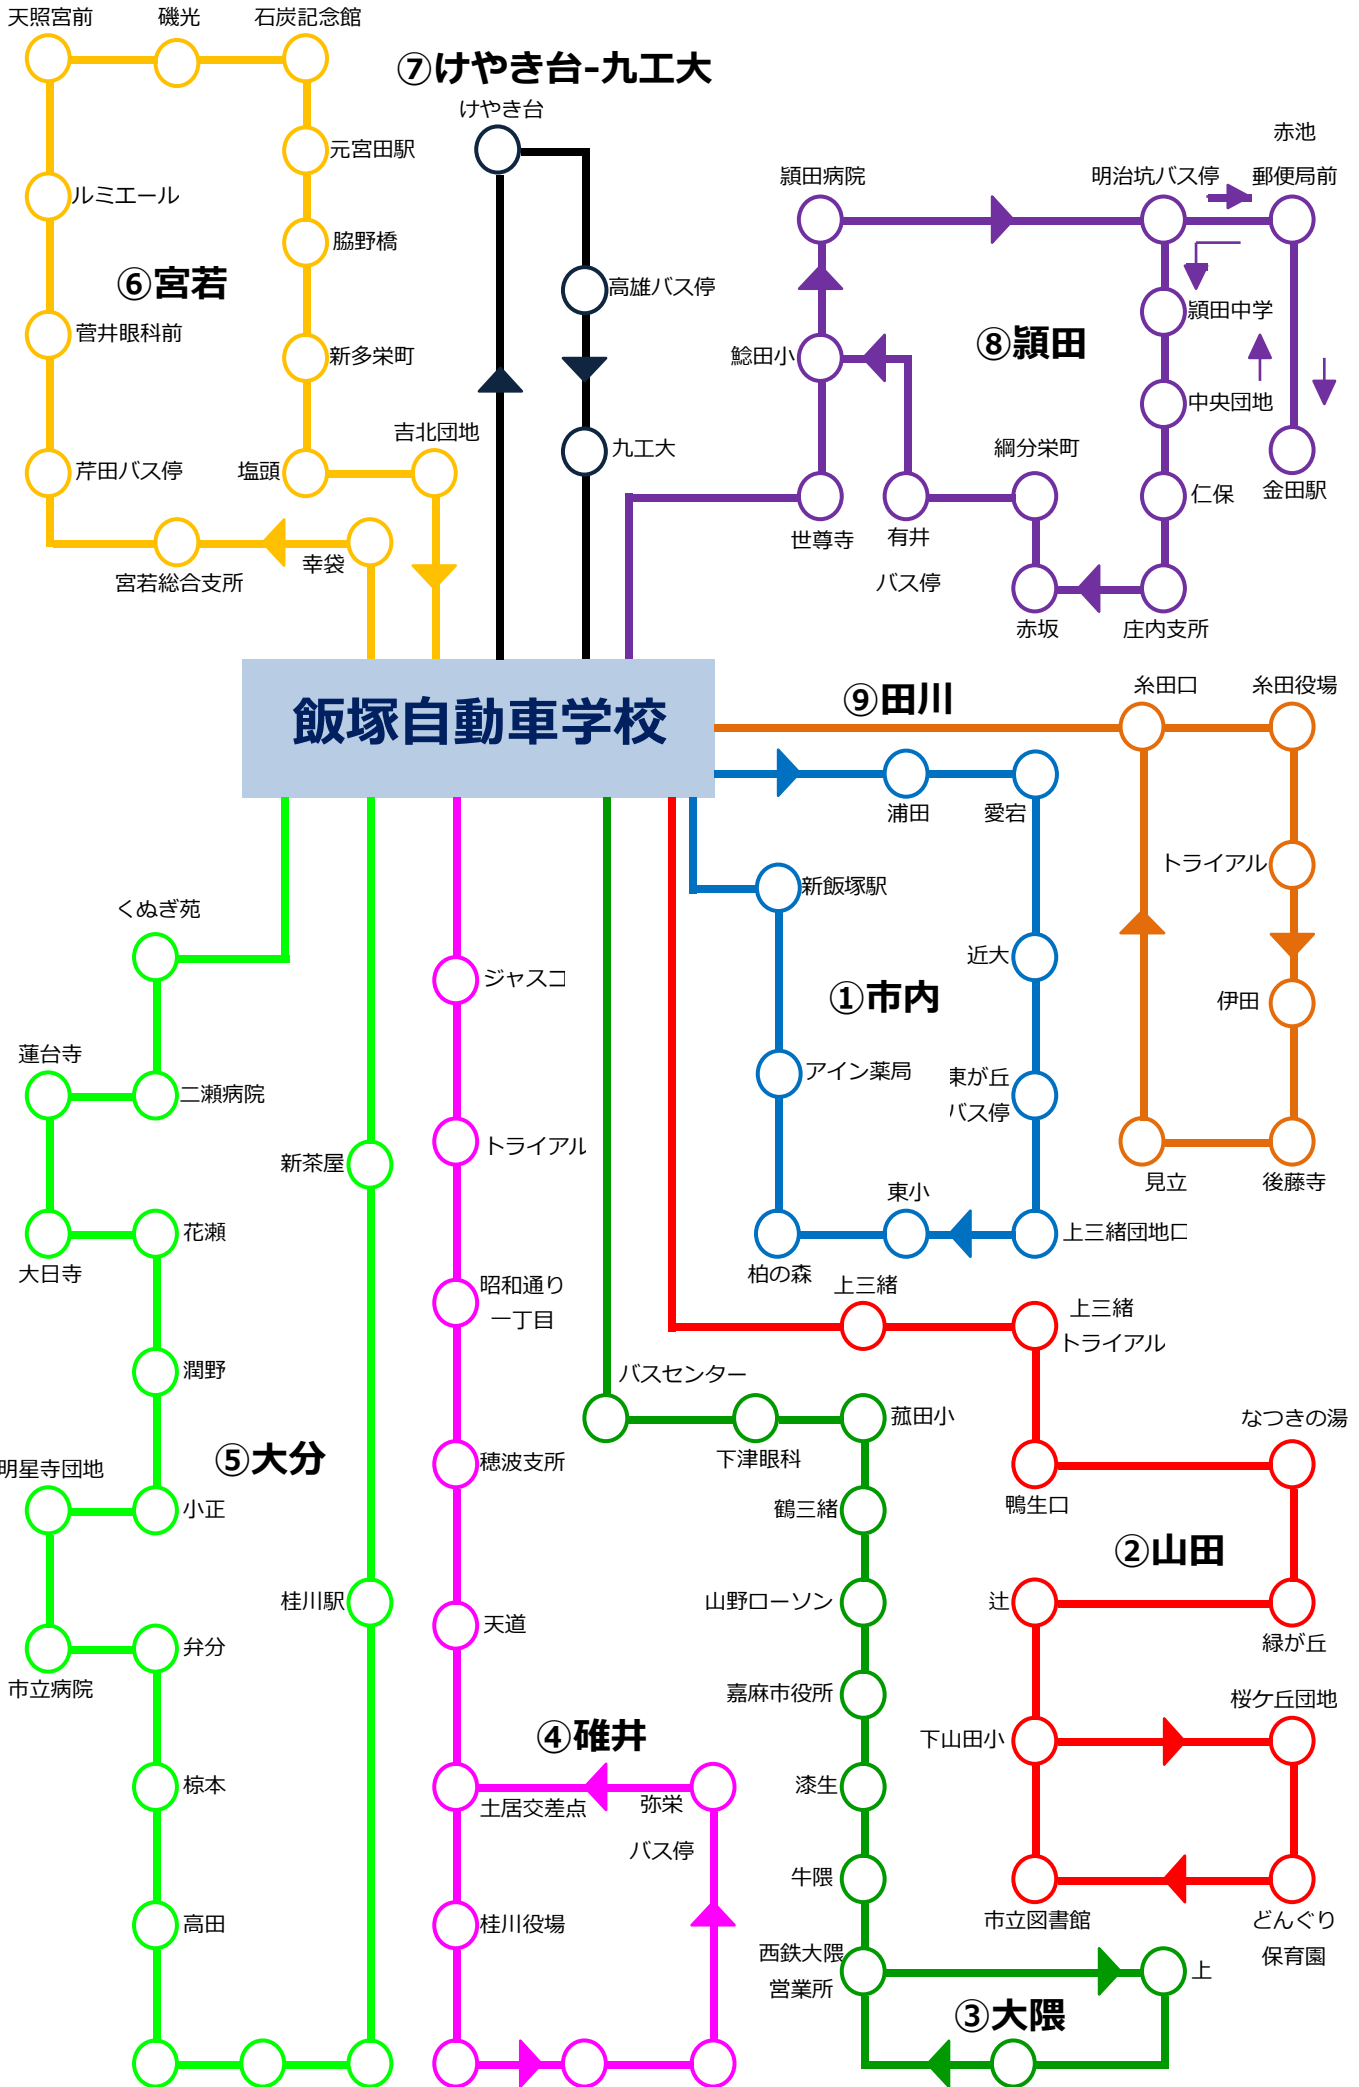 天照宮前
磯光
石炭記念館
⑦けやき台-九工大
けやき台
元宮田駅
ルミエール
脇野橋
⑥宮若
高雄バス停
菅井眼科前
新多栄町
吉北団地
九工大
芹田バス停
塩頭
幸袋
宮若総合支所
赤池
郵便局前
頴田病院
明治坑バス停
頴田中学
⑧頴田
鯰田小
中央団地
綱分栄町
仁保
金田駅
世尊寺
有井
バス停
赤坂
庄内支所
飯塚自動車学校
⑨田川
糸田口
糸田役場
浦田
愛宕
トライアル
新飯塚駅
近大
①市内
伊田
アイン薬局
東が丘
バス停
見立
後藤寺
東小
上三緒団地口
柏の森
くぬぎ苑
ジャスコ
蓮台寺
二瀬病院
トライアル
新茶屋
花瀬
大日寺
昭和通り
一丁目
潤野
⑤大分
明星寺団地
小正
穂波支所
桂川駅
天道
弁分
市立病院
④碓井
椋本
土居交差点
弥栄
バス停
高田
桂川役場
上三緒
上三緒
トライアル
バスセンター
下津眼科
菰田小
なつきの湯
鴨生口
鶴三緒
②山田
山野ローソン
辻
緑が丘
嘉麻市役所
桜ケ丘団地
下山田小
漆生
牛隈
市立図書館
どんぐり
保育園
西鉄大隈
営業所
上
③大隈